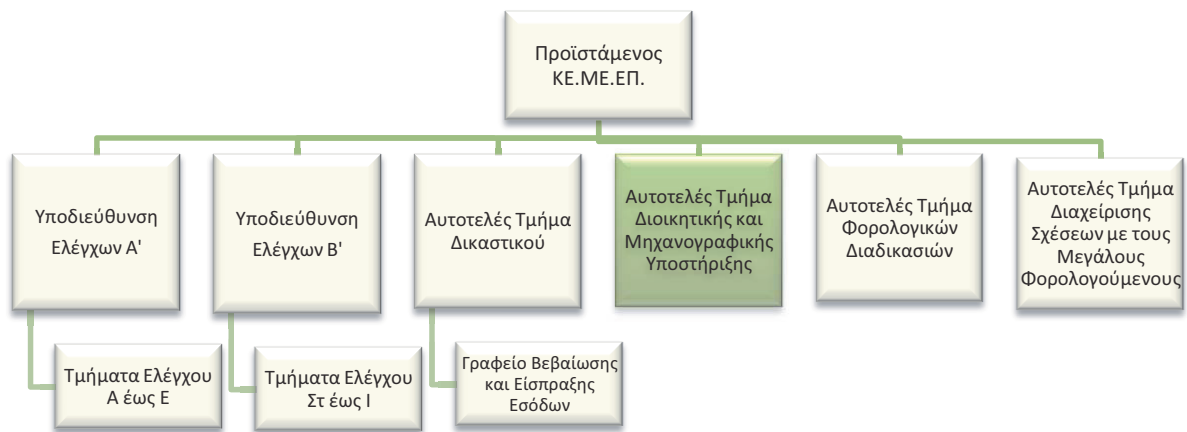 Προϊστάμενος
ΚΕ.ΜΕ.ΕΠ.
Υποδιεύθυνση
Ελέγχων Α'
Υποδιεύθυνση
Ελέγχων Β'
Αυτοτελές Τμήμα
Δικαστικού
Αυτοτελές Τμήμα
Διοικητικής και
Μηχανογραφικής
Υποστήριξης
Αυτοτελές Τμήμα
Φορολογικών
Διαδικασιών
Αυτοτελές Τμήμα
Διαχείρισης
Σχέσεων με τους
Μεγάλους
Φορολογούμενους
Τμήματα Ελέγχου
Α έως Ε
Τμήματα Ελέγχου
Στ έως Ι
Γραφείο Βεβαίωσης
και Είσπραξης
Εσόδων